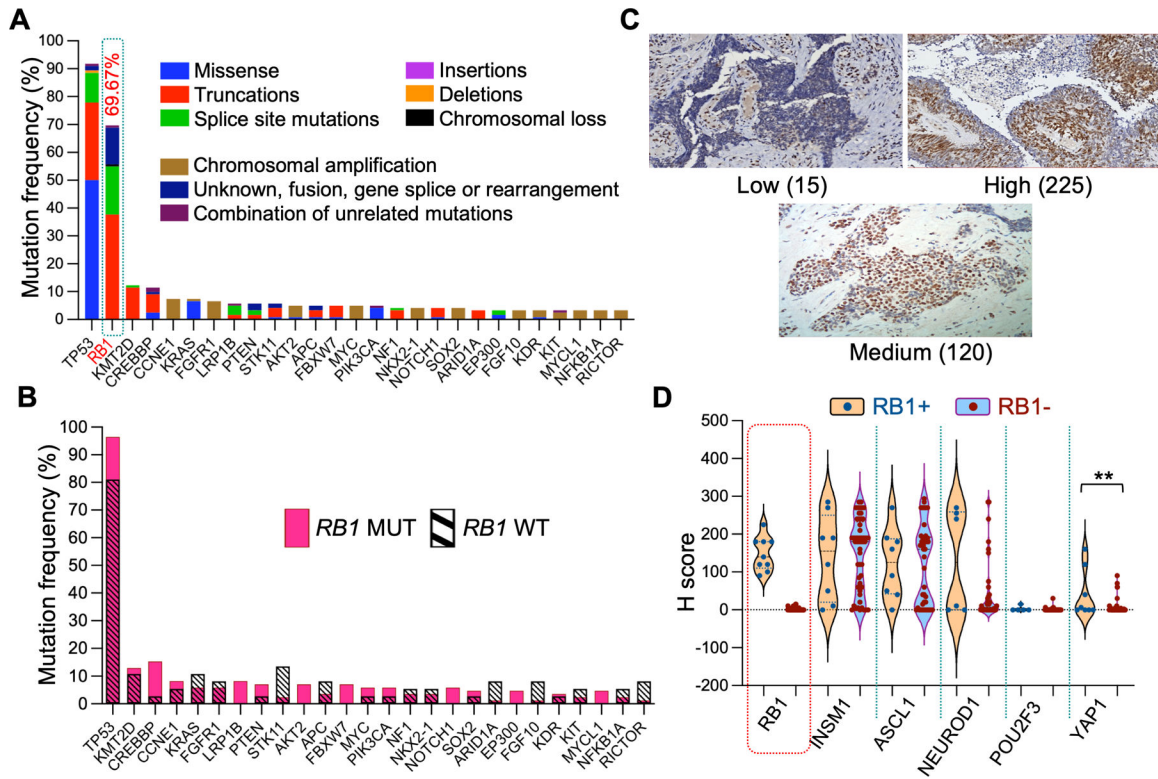 A
Mutation frequency (%)
100
90
80
70
60
50
40
30
20
10
0
69.67%
Missense
Truncations
Splice site mutations
Insertions
Deletions
Chromosomal loss
Chromosomal amplification
Unknown, fusion, gene splice or rearrangement
Combination of unrelated mutations
TP53
RB1
KMT2D
CREBBP
CCNE1
KRAS
FGFR1
LRP1B
PTEN
STK11
AKT2
APC
FBXW7
MYC
PIK3CA
NF1
NKX2-1
NOTCH1
SOX2
ARID1A
EP300
FGF10
KDR
KIT
MYCL1
NFKB1A
RICTOR
B
Mutation frequency (%)
100
90
80
70
60
50
40
30
20
10
0
RB1 MUT
RB1 WT
TP53
KMT2D
CREBBP
CCNE1
KRAS
FGFR1
LRP1B
PTEN
STK11
AKT2
APC
FBXW7
MYC
PIK3CA
NF1
NKX2-1
NOTCH1
SOX2
ARID1A
EP300
FGF10
KDR
KIT
MYCL1
NFKB1A
RICTOR
C
Low (15)
High (225)
Medium (120)
D
RB1+
RB1-
H score
500
400
300
200
100
0
-100
-200
**
RB1
INSM1
ASCL1
NEUROD1
POU2F3
YAP1